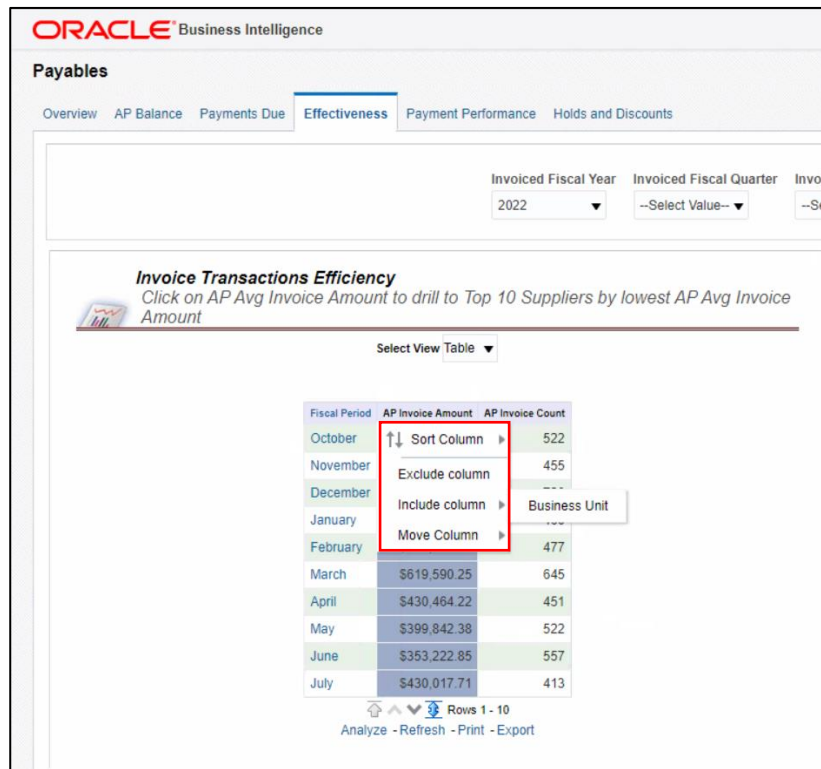 ORACLE Business Intelligence
Payables
Overview AP Balance Payments Due Effectiveness Payment Performance Holds and Discounts
Invoiced Fiscal Year Invoiced Fiscal Quarter
2022 --Select Value--
Invoice Transactions Efficiency
Click on AP Avg Invoice Amount to drill to Top 10 Suppliers by lowest AP Avg Invoice
Amount
Select View Table
Fiscal Period AP Invoice Amount AP Invoice Count
October Sort Column 522
November Exclude column 455
December Include column Business Unit
January
February Move Column 477
March $619,590.25 645
April $430,464.22 451
May $399,842.38 522
June $353,222.85 557
July $430,017.71 413
Rows 1 - 10
Analyze - Refresh - Print - Export